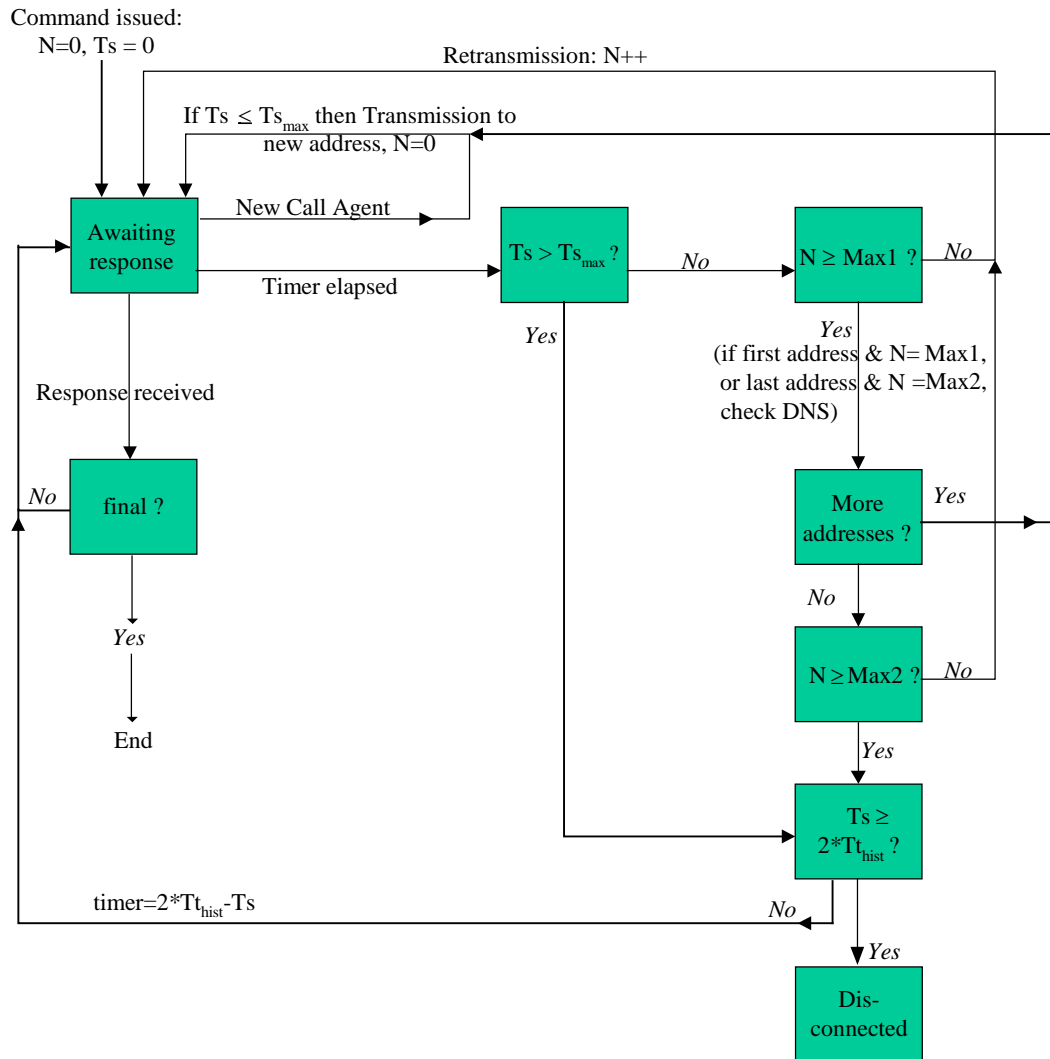 Command issued:
N=0, Ts = 0
Retransmission: N++
If Ts ≤ Ts_max then Transmission to
new address, N=0
New Call Agent
Awaiting
response
Timer elapsed
Ts > Ts_max ?
No
N ≥ Max1 ?
No
Yes
Yes
(if first address & N= Max1,
or last address & N =Max2,
check DNS)
Response received
final ?
No
More
addresses ?
Yes
No
Yes
N ≥ Max2 ?
No
End
Yes
Ts ≥
2*Tt_hist ?
timer=2*Tt_hist-Ts
No
Yes
Dis-
connected